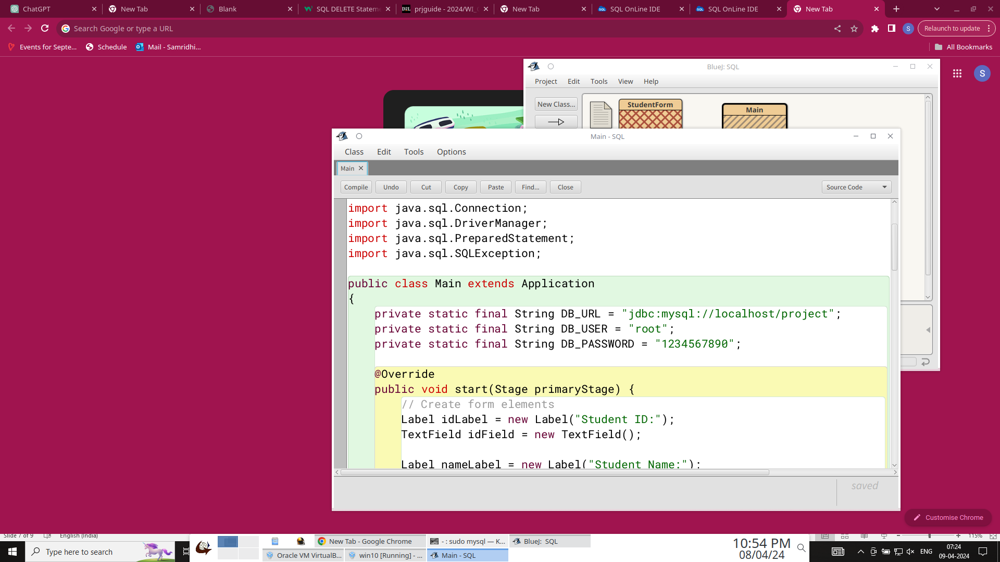 ChatGPT
New Tab
Blank
SQL DELETE Stateme
prjguide - 2024/WI_
New Tab
SQL OnLine IDE
SQL OnLine IDE
New Tab
Search Google or type a URL
S
Relaunch to update
Events for Septe...
Schedule
Mail - Samridhi...
All Bookmarks
BlueJ: SQL
S
Project Edit Tools View Help
New Class...
StudentForm
Main
Main - SQL
Class Edit Tools Options
Main
Compile Undo Cut Copy Paste Find... Close Source Code
import java.sql.Connection;
import java.sql.DriverManager;
import java.sql.PreparedStatement;
import java.sql.SQLException;
public class Main extends Application
{
private static final String DB_URL = "jdbc:mysql://localhost/project";
private static final String DB_USER = "root";
private static final String DB_PASSWORD = "1234567890";
@Override
public void start(Stage primaryStage) {
// Create form elements
Label idLabel = new Label("Student ID:");
TextField idField = new TextField();
Label nameLabel = new Label("Student Name:");
saved
Customise Chrome
Slide 7 of 9 English (India)
115%
New Tab - Google Chrome
- : sudo mysql — K...
BlueJ: SQL
10:54 PM
08/04/24
Type here to search
Oracle VM VirtualB...
win10 [Running] - ...
Main - SQL
ENG
07:24
09-04-2024